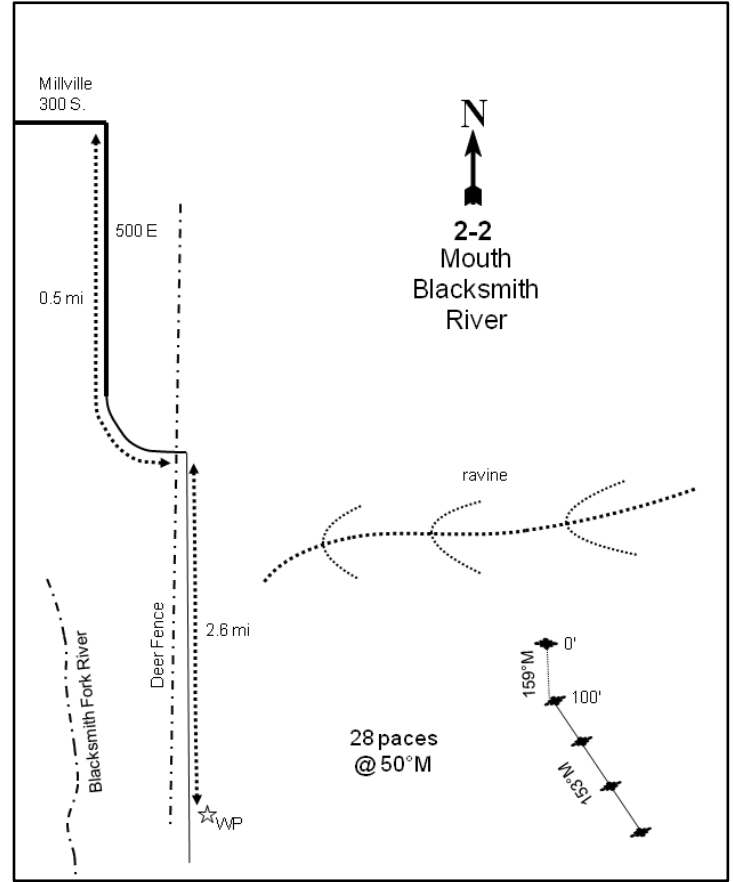 Millville
300 S.
N
500 E
2-2
Mouth
Blacksmith
River
0.5 mi
ravine
Deer Fence
2.6 mi
Blacksmith Fork River
0'
159°M
100'
28 paces
@ 50°M
153°M
WP